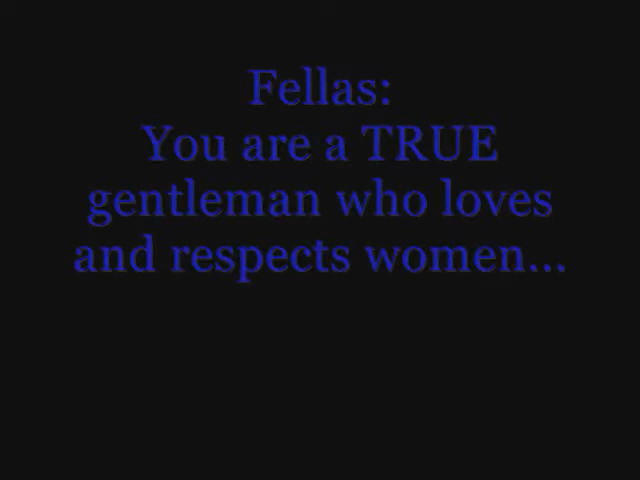 Fellas:
You are a TRUE
gentleman who loves
and respects women...